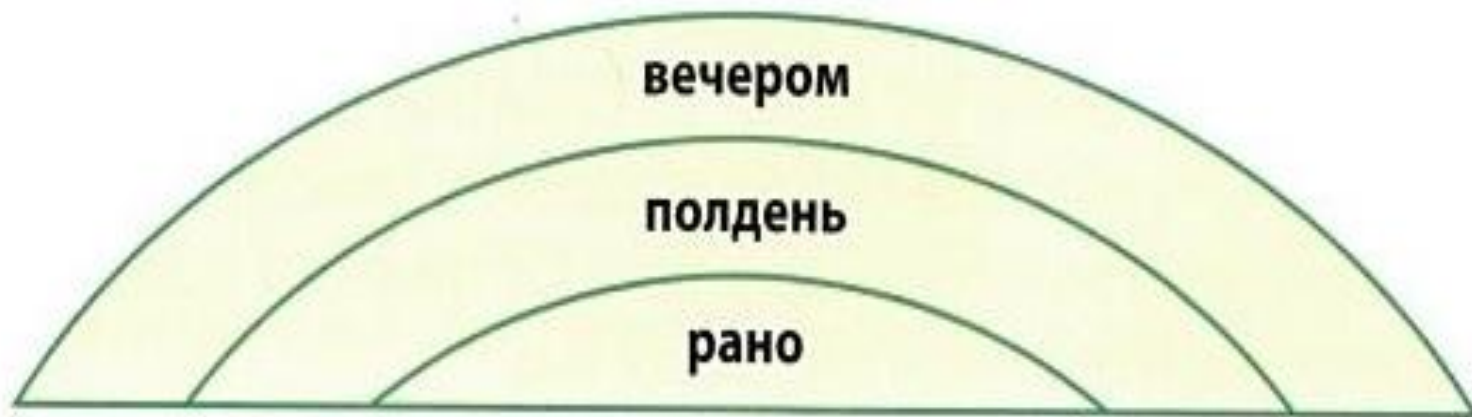 вечером
полдень
рано